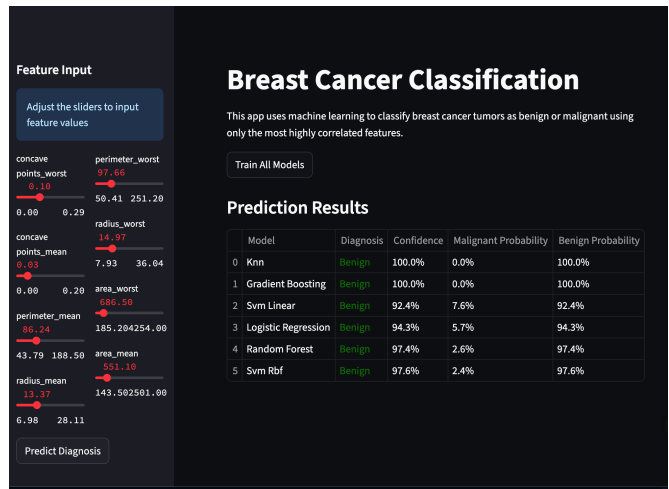 Feature Input
Adjust the sliders to input
feature values
concave
points_worst
0.10
0.00 0.29
concave
points_mean
0.03
0.00 0.20
perimeter_mean
86.24
43.79 188.50
radius_mean
13.37
6.98 28.11
perimeter_worst
97.66
50.41 251.20
radius_worst
14.97
7.93 36.04
area_worst
686.50
185.204254.00
area_mean
551.10
143.502501.00
Predict Diagnosis
Breast Cancer Classification
This app uses machine learning to classify breast cancer tumors as benign or malignant using
only the most highly correlated features.
Train All Models
Prediction Results
Model Diagnosis Confidence Malignant Probability Benign Probability
0 Knn Benign 100.0% 0.0% 100.0%
1 Gradient Boosting Benign 100.0% 0.0% 100.0%
2 Svm Linear Benign 92.4% 7.6% 92.4%
3 Logistic Regression Benign 94.3% 5.7% 94.3%
4 Random Forest Benign 97.4% 2.6% 97.4%
5 Svm Rbf Benign 97.6% 2.4% 97.6%